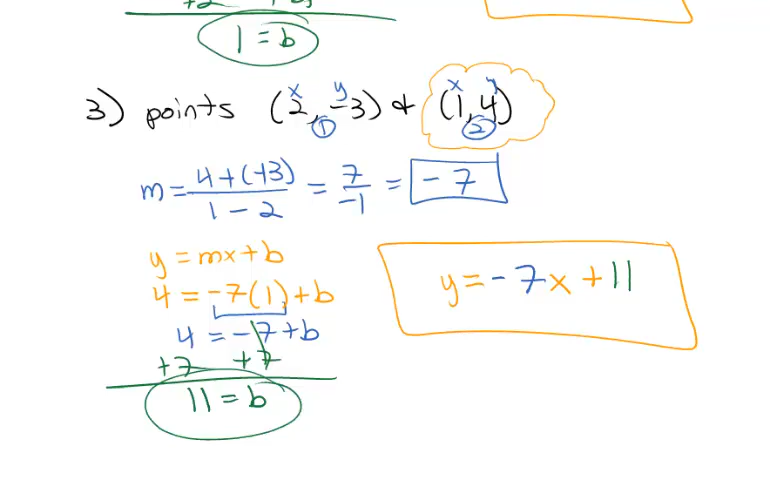 1 = b
3) points (2, -3) & (1, 4)
x y x y
① ②
m = 4+(+3) / 1 - 2 = 7 / -1 = -7
y = mx + b
4 = -7(1) + b
4 = -7 + b
+7 +7
11 = b
y = -7x + 11